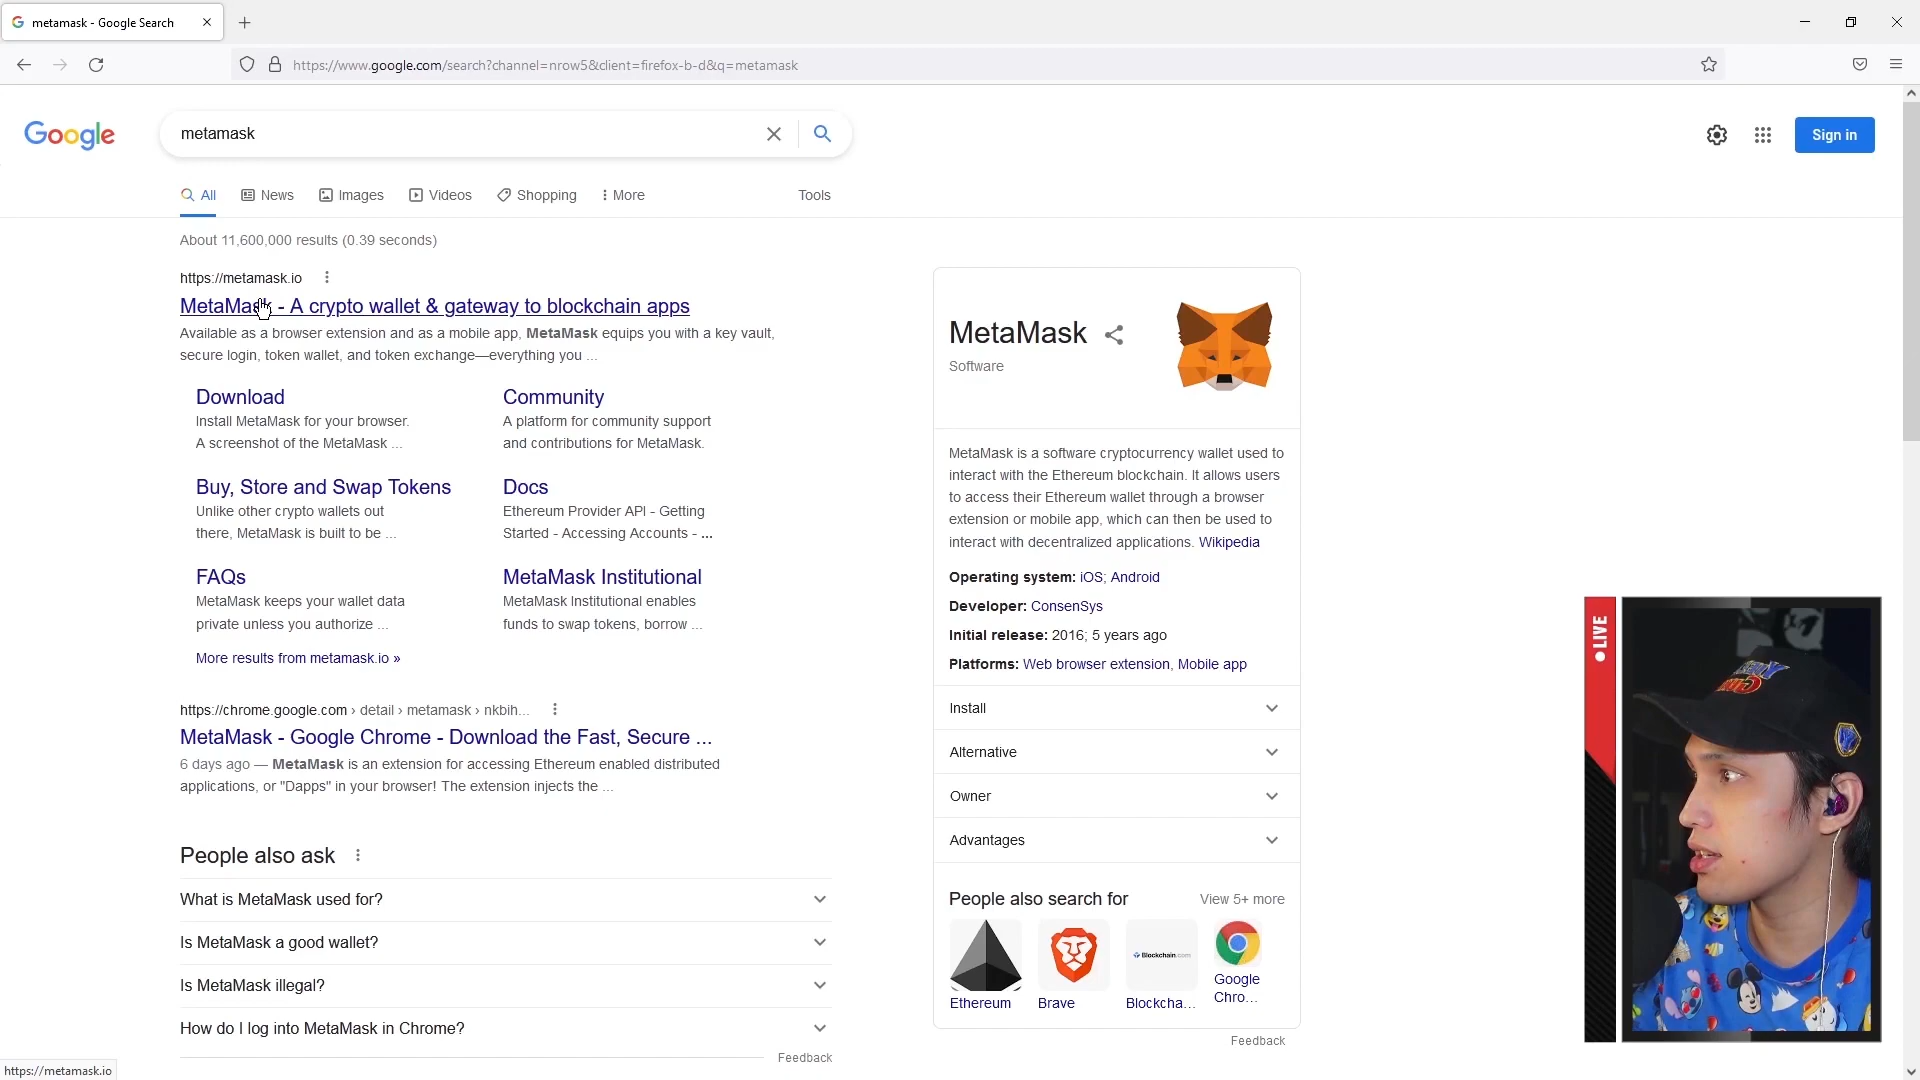 metamask - Google Search
https://www.google.com/search?channel=nrow5&client=firefox-b-d&q=metamask
Google
metamask
Sign in
All
News
Images
Videos
Shopping
More
Tools
About 11,600,000 results (0.39 seconds)
https://metamask.io
MetaMask - A crypto wallet & gateway to blockchain apps
Available as a browser extension and as a mobile app, MetaMask equips you with a key vault,
secure login, token wallet, and token exchange—everything you ...
Download
Install MetaMask for your browser.
A screenshot of the MetaMask ...
Community
A platform for community support
and contributions for MetaMask.
Buy, Store and Swap Tokens
Unlike other crypto wallets out
there, MetaMask is built to be ...
Docs
Ethereum Provider API - Getting
Started - Accessing Accounts - ...
FAQs
MetaMask keeps your wallet data
private unless you authorize ...
MetaMask Institutional
MetaMask Institutional enables
funds to swap tokens, borrow ...
More results from metamask.io »
https://chrome.google.com › detail › metamask › nkbih...
MetaMask - Google Chrome - Download the Fast, Secure ...
6 days ago — MetaMask is an extension for accessing Ethereum enabled distributed
applications, or "Dapps" in your browser! The extension injects the ...
People also ask
What is MetaMask used for?
Is MetaMask a good wallet?
Is MetaMask illegal?
How do I log into MetaMask in Chrome?
Feedback
MetaMask
Software
MetaMask is a software cryptocurrency wallet used to
interact with the Ethereum blockchain. It allows users
to access their Ethereum wallet through a browser
extension or mobile app, which can then be used to
interact with decentralized applications. Wikipedia
Operating system: iOS; Android
Developer: ConsenSys
Initial release: 2016; 5 years ago
Platforms: Web browser extension, Mobile app
Install
Alternative
Owner
Advantages
People also search for
View 5+ more
Blockchain.com
Ethereum
Brave
Blockcha...
Google
Chro...
Feedback
LIVE
https://metamask.io